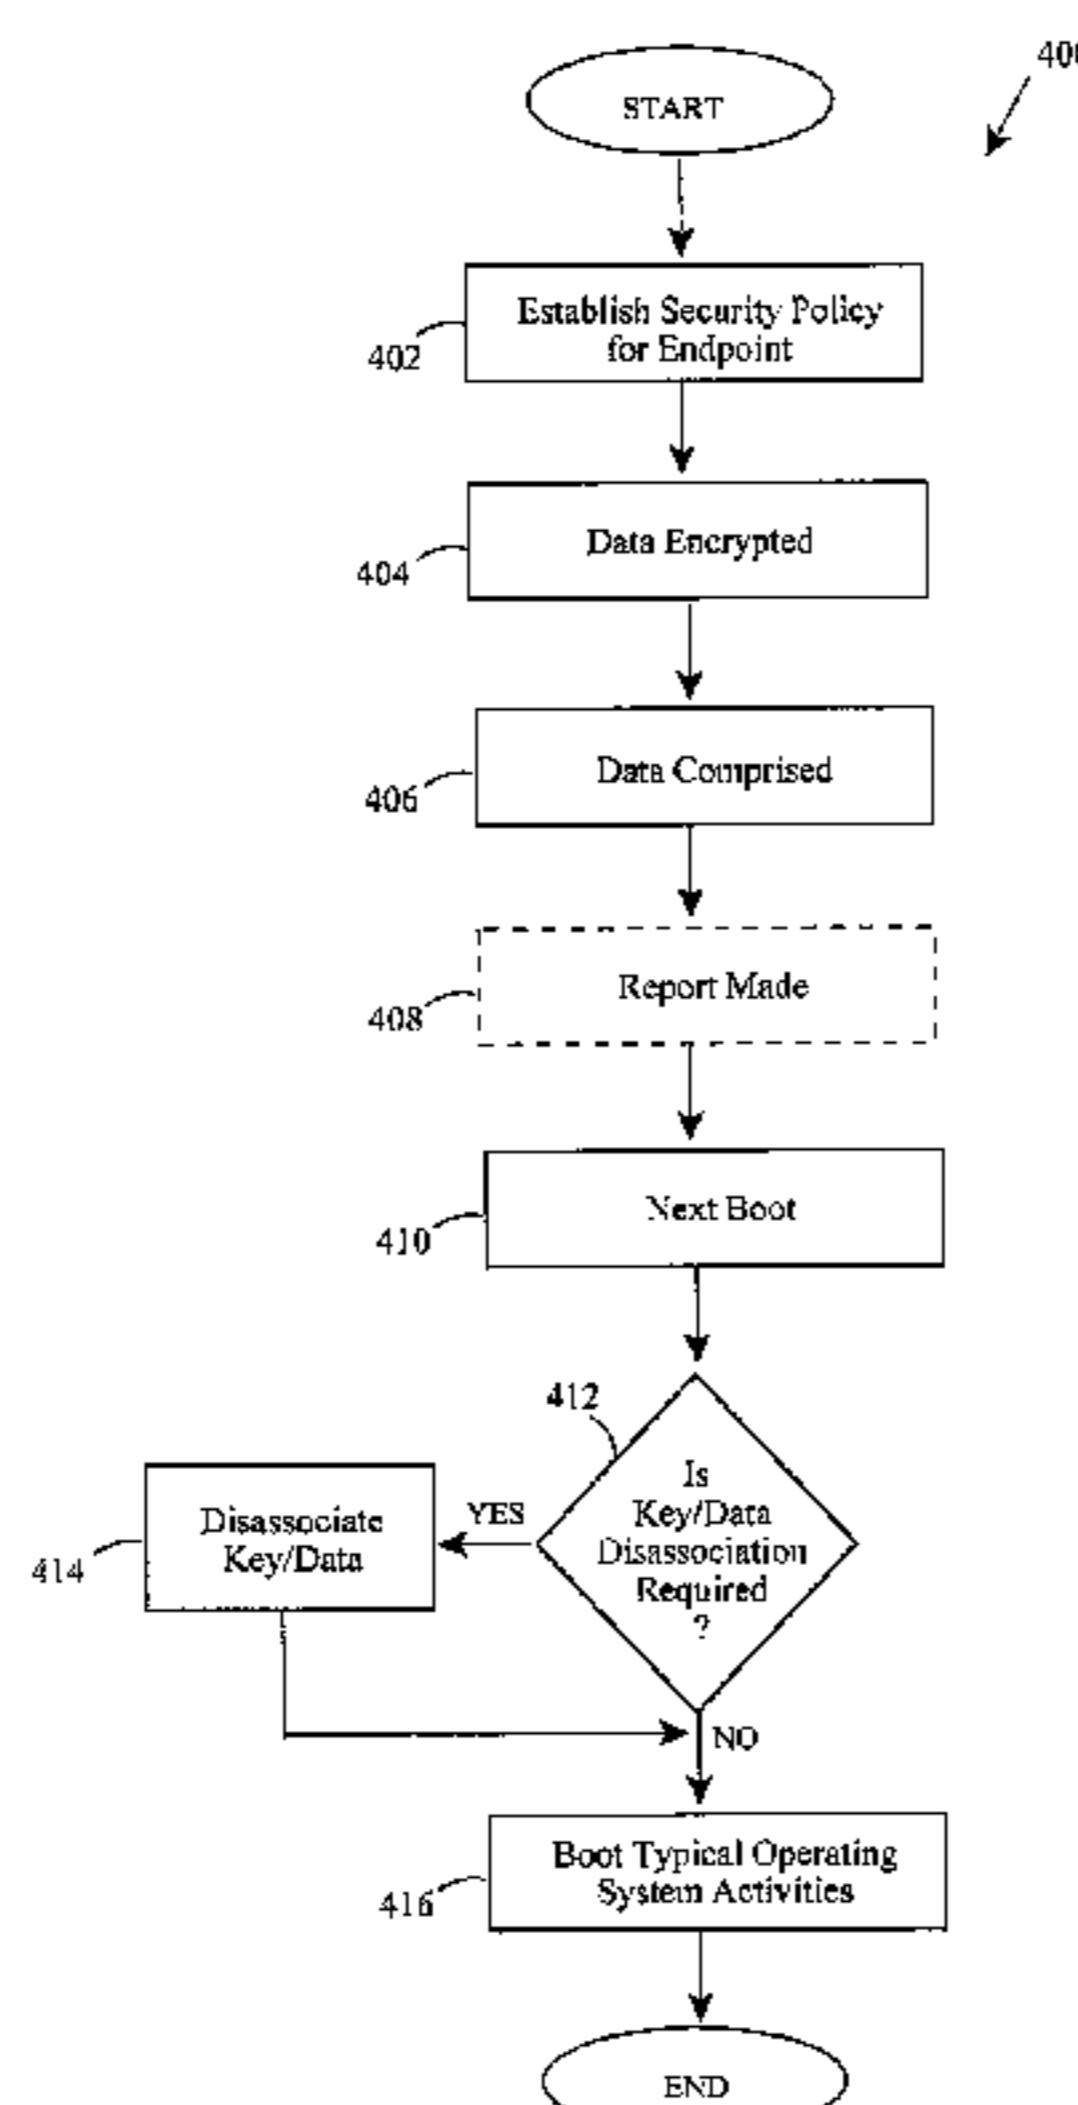 START
Establish Security Policy
for Endpoint
402
Data Encrypted
404
Data Comprised
406
Report Made
408
Next Boot
410
412
Is
Key/Data
Disassociation
Required
?
YES
Disassociate
Key/Data
414
NO
Boot Typical Operating
System Activities
416
END